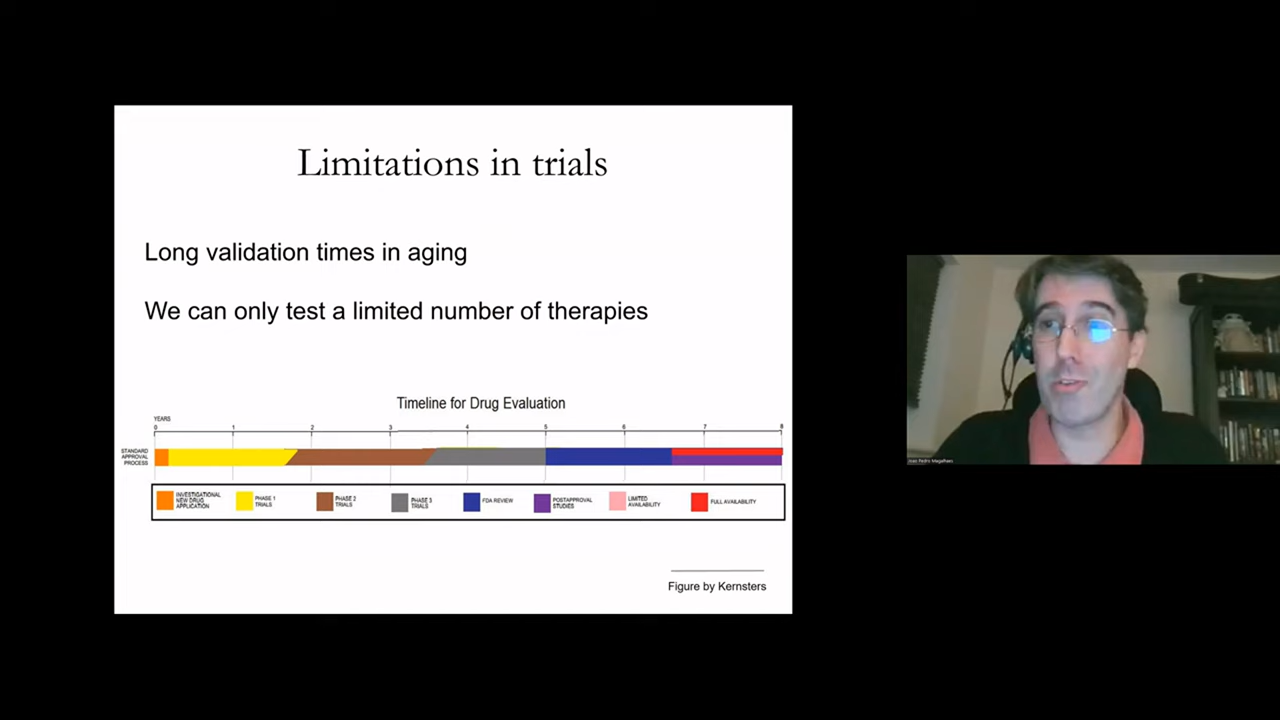 Limitations in trials
Long validation times in aging
We can only test a limited number of therapies
Timeline for Drug Evaluation
YEARS
0 1 2 3 4 5 6 7 8
STANDARD
APPROVAL
PROCESS
INVESTIGATIONAL
NEW DRUG
APPLICATION
PHASE 1
TRIALS
PHASE 2
TRIALS
PHASE 3
TRIALS
FDA REVIEW
POSTAPPROVAL
STUDIES
LIMITED
AVAILABILITY
FULL AVAILABILITY
Figure by Kernsters
Joao Pedro Magalhaes